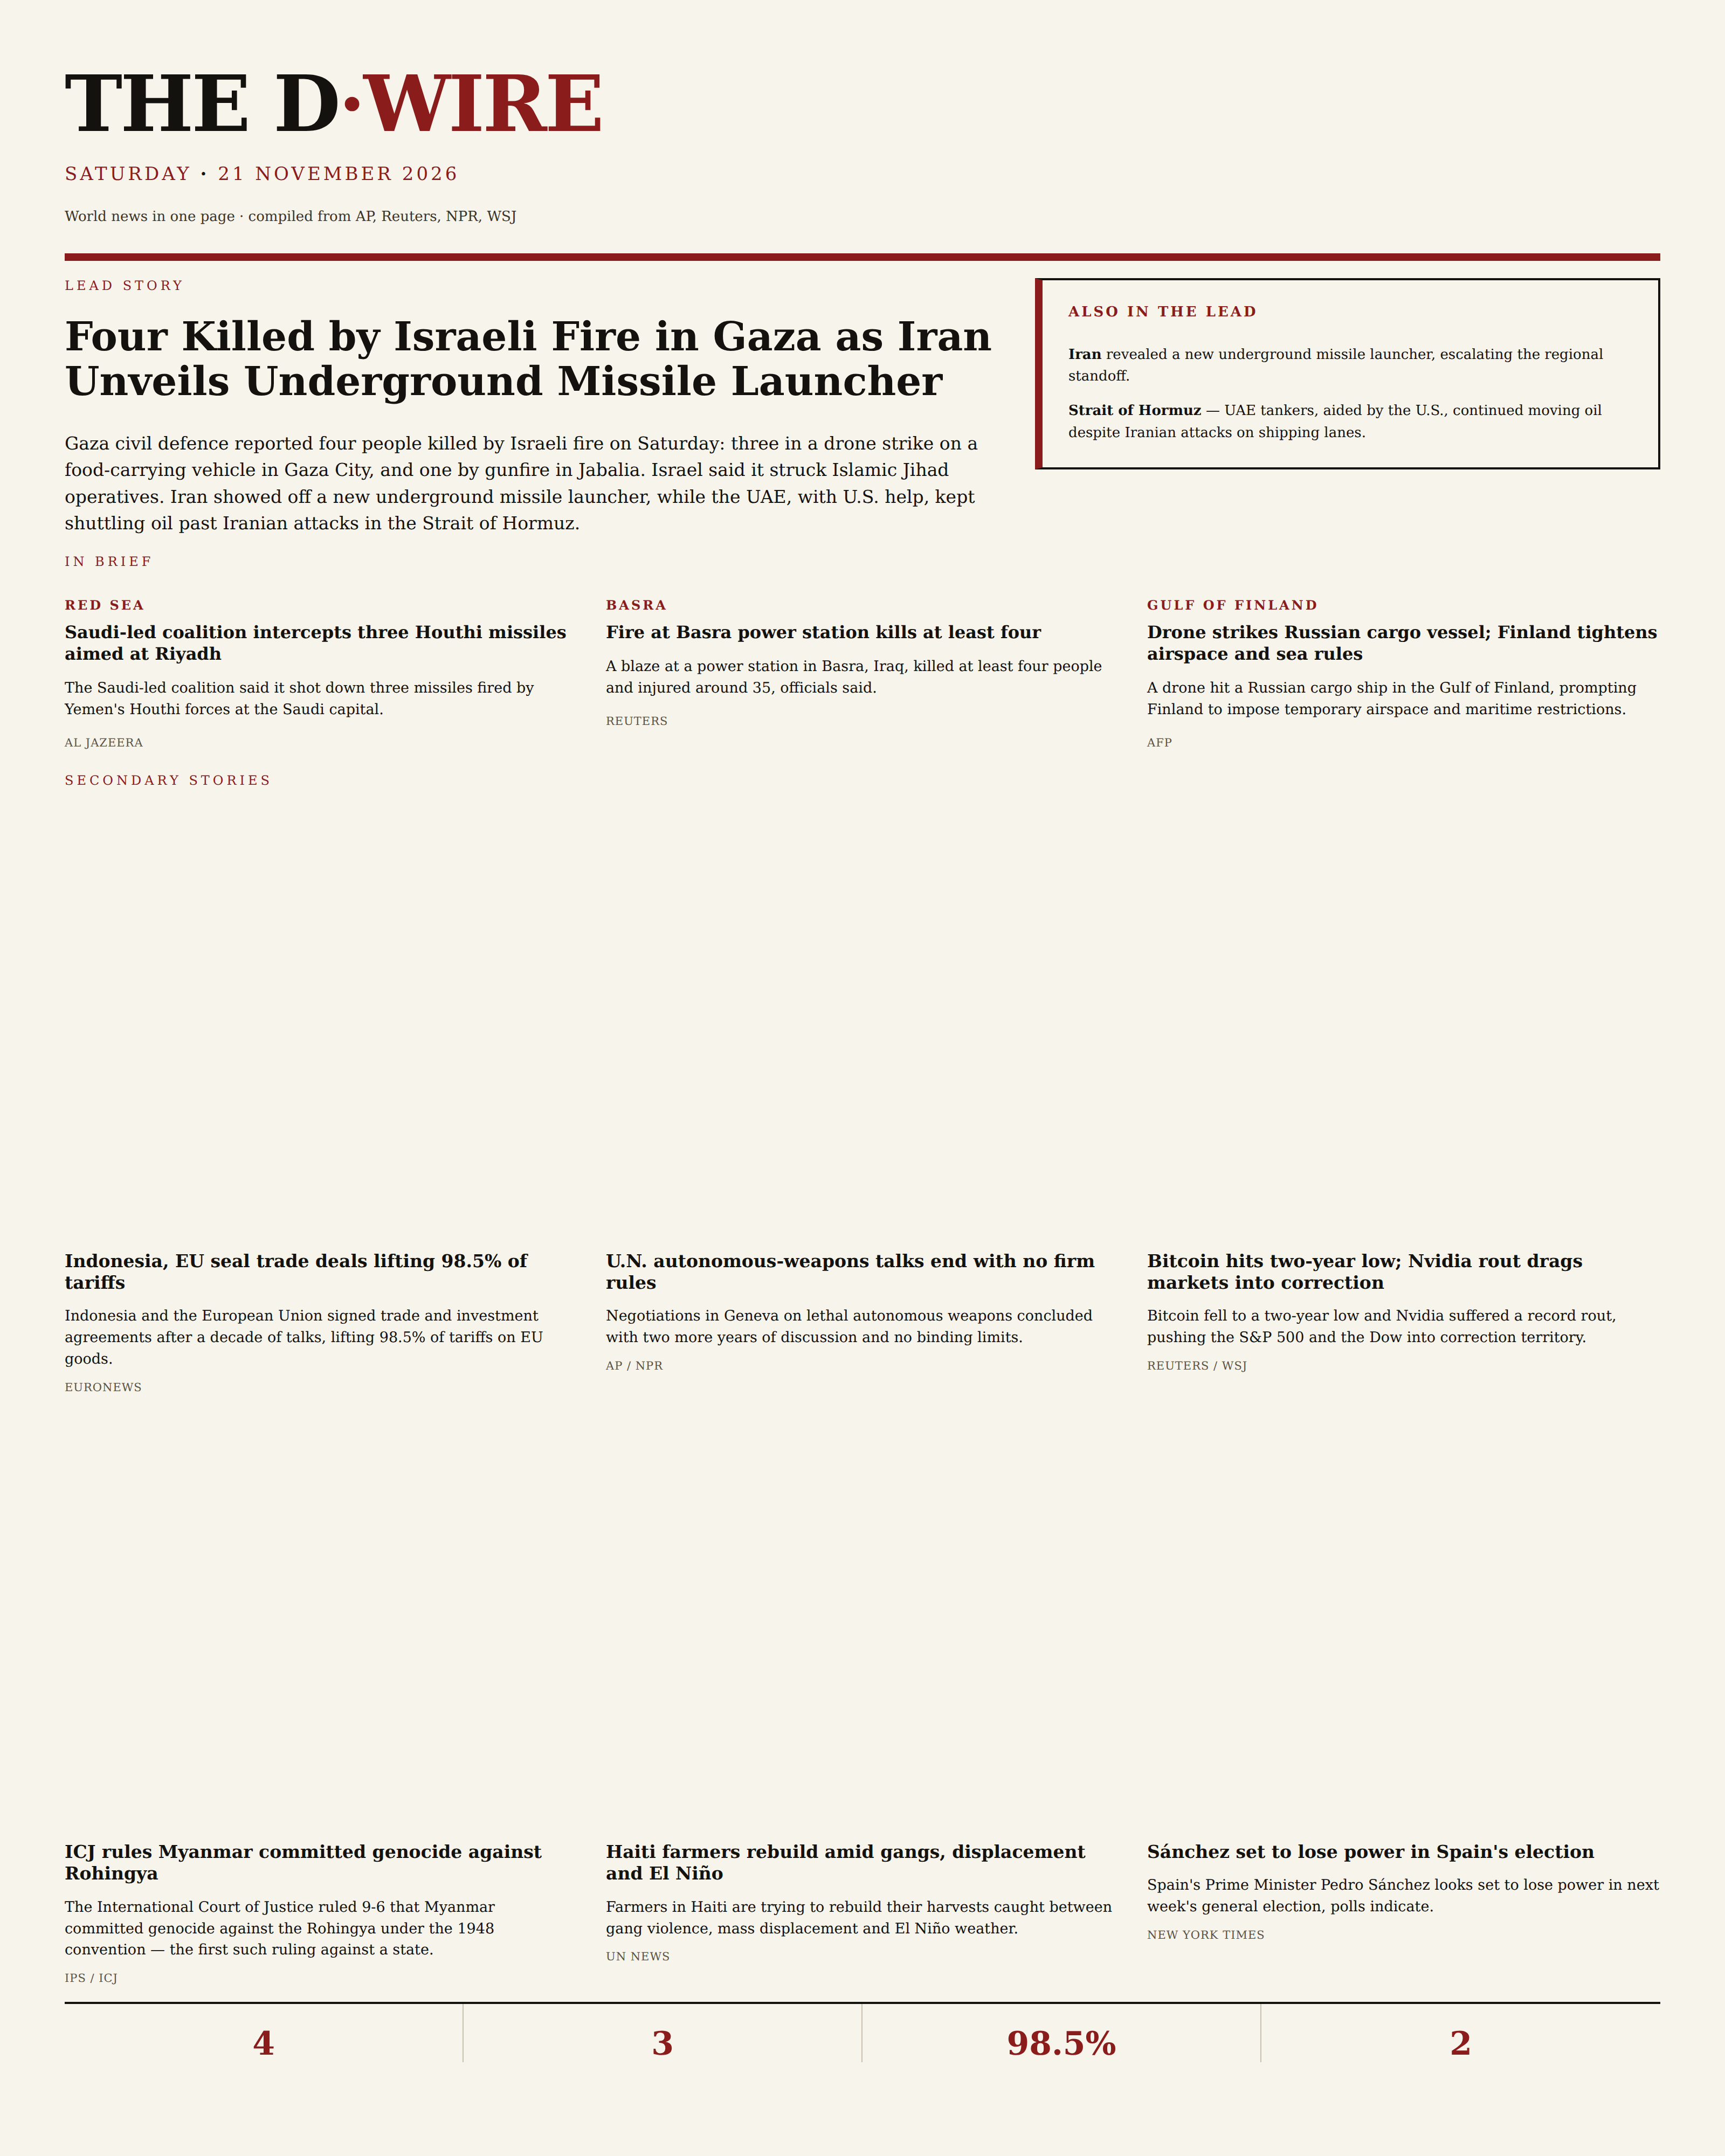 THE D·WIRE
SATURDAY · 21 NOVEMBER 2026
World news in one page · compiled from AP, Reuters, NPR, WSJ
LEAD STORY
Four Killed by Israeli Fire in Gaza as Iran
Unveils Underground Missile Launcher
Gaza civil defence reported four people killed by Israeli fire on Saturday: three in a drone strike on a
food-carrying vehicle in Gaza City, and one by gunfire in Jabalia. Israel said it struck Islamic Jihad
operatives. Iran showed off a new underground missile launcher, while the UAE, with U.S. help, kept
shuttling oil past Iranian attacks in the Strait of Hormuz.
ALSO IN THE LEAD
Iran revealed a new underground missile launcher, escalating the regional
standoff.
Strait of Hormuz — UAE tankers, aided by the U.S., continued moving oil
despite Iranian attacks on shipping lanes.
IN BRIEF
RED SEA
Saudi-led coalition intercepts three Houthi missiles
aimed at Riyadh
The Saudi-led coalition said it shot down three missiles fired by
Yemen's Houthi forces at the Saudi capital.
AL JAZEERA
BASRA
Fire at Basra power station kills at least four
A blaze at a power station in Basra, Iraq, killed at least four people
and injured around 35, officials said.
REUTERS
GULF OF FINLAND
Drone strikes Russian cargo vessel; Finland tightens
airspace and sea rules
A drone hit a Russian cargo ship in the Gulf of Finland, prompting
Finland to impose temporary airspace and maritime restrictions.
AFP
SECONDARY STORIES
Indonesia, EU seal trade deals lifting 98.5% of
tariffs
Indonesia and the European Union signed trade and investment
agreements after a decade of talks, lifting 98.5% of tariffs on EU
goods.
EURONEWS
U.N. autonomous-weapons talks end with no firm
rules
Negotiations in Geneva on lethal autonomous weapons concluded
with two more years of discussion and no binding limits.
AP / NPR
Bitcoin hits two-year low; Nvidia rout drags
markets into correction
Bitcoin fell to a two-year low and Nvidia suffered a record rout,
pushing the S&P 500 and the Dow into correction territory.
REUTERS / WSJ
ICJ rules Myanmar committed genocide against
Rohingya
The International Court of Justice ruled 9-6 that Myanmar
committed genocide against the Rohingya under the 1948
convention — the first such ruling against a state.
IPS / ICJ
Haiti farmers rebuild amid gangs, displacement
and El Niño
Farmers in Haiti are trying to rebuild their harvests caught between
gang violence, mass displacement and El Niño weather.
UN NEWS
Sánchez set to lose power in Spain's election
Spain's Prime Minister Pedro Sánchez looks set to lose power in next
week's general election, polls indicate.
NEW YORK TIMES
4
3
98.5%
2